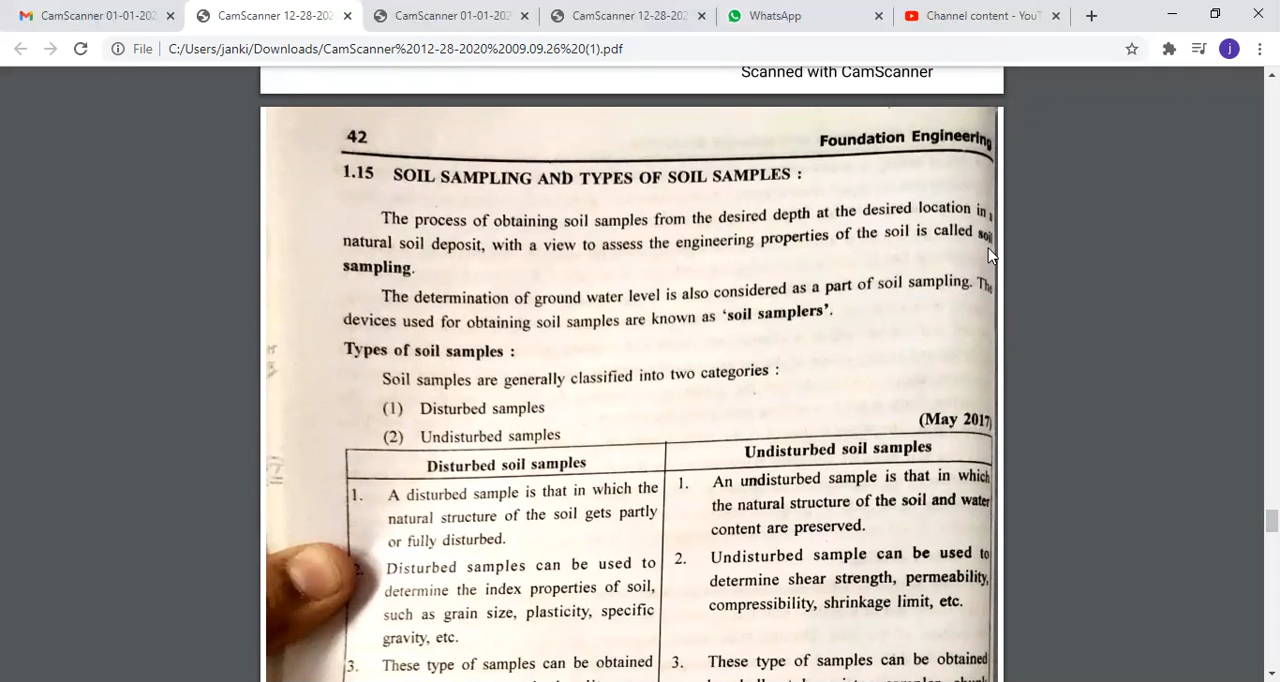 CamScanner 01-01-202
CamScanner 12-28-202
CamScanner 01-01-202
CamScanner 12-28-202
WhatsApp
Channel content - You
File
C:/Users/janki/Downloads/CamScanner%2012-28-2020%2009.09.26%20(1).pdf
j
Scanned with CamScanner
42
Foundation Engineering
1.15 SOIL SAMPLING AND TYPES OF SOIL SAMPLES :
The process of obtaining soil samples from the desired depth at the desired location in a
natural soil deposit, with a view to assess the engineering properties of the soil is called soil
sampling.
The determination of ground water level is also considered as a part of soil sampling. The
devices used for obtaining soil samples are known as ‘soil samplers’.
Types of soil samples :
Soil samples are generally classified into two categories :
(1) Disturbed samples
(2) Undisturbed samples
(May 2017)
Disturbed soil samples
1. A disturbed sample is that in which the
natural structure of the soil gets partly
or fully disturbed.
2. Disturbed samples can be used to
determine the index properties of soil,
such as grain size, plasticity, specific
gravity, etc.
3. These type of samples can be obtained
Undisturbed soil samples
1. An undisturbed sample is that in which
the natural structure of the soil and water
content are preserved.
2. Undisturbed sample can be used to
determine shear strength, permeability,
compressibility, shrinkage limit, etc.
3. These type of samples can be obtained